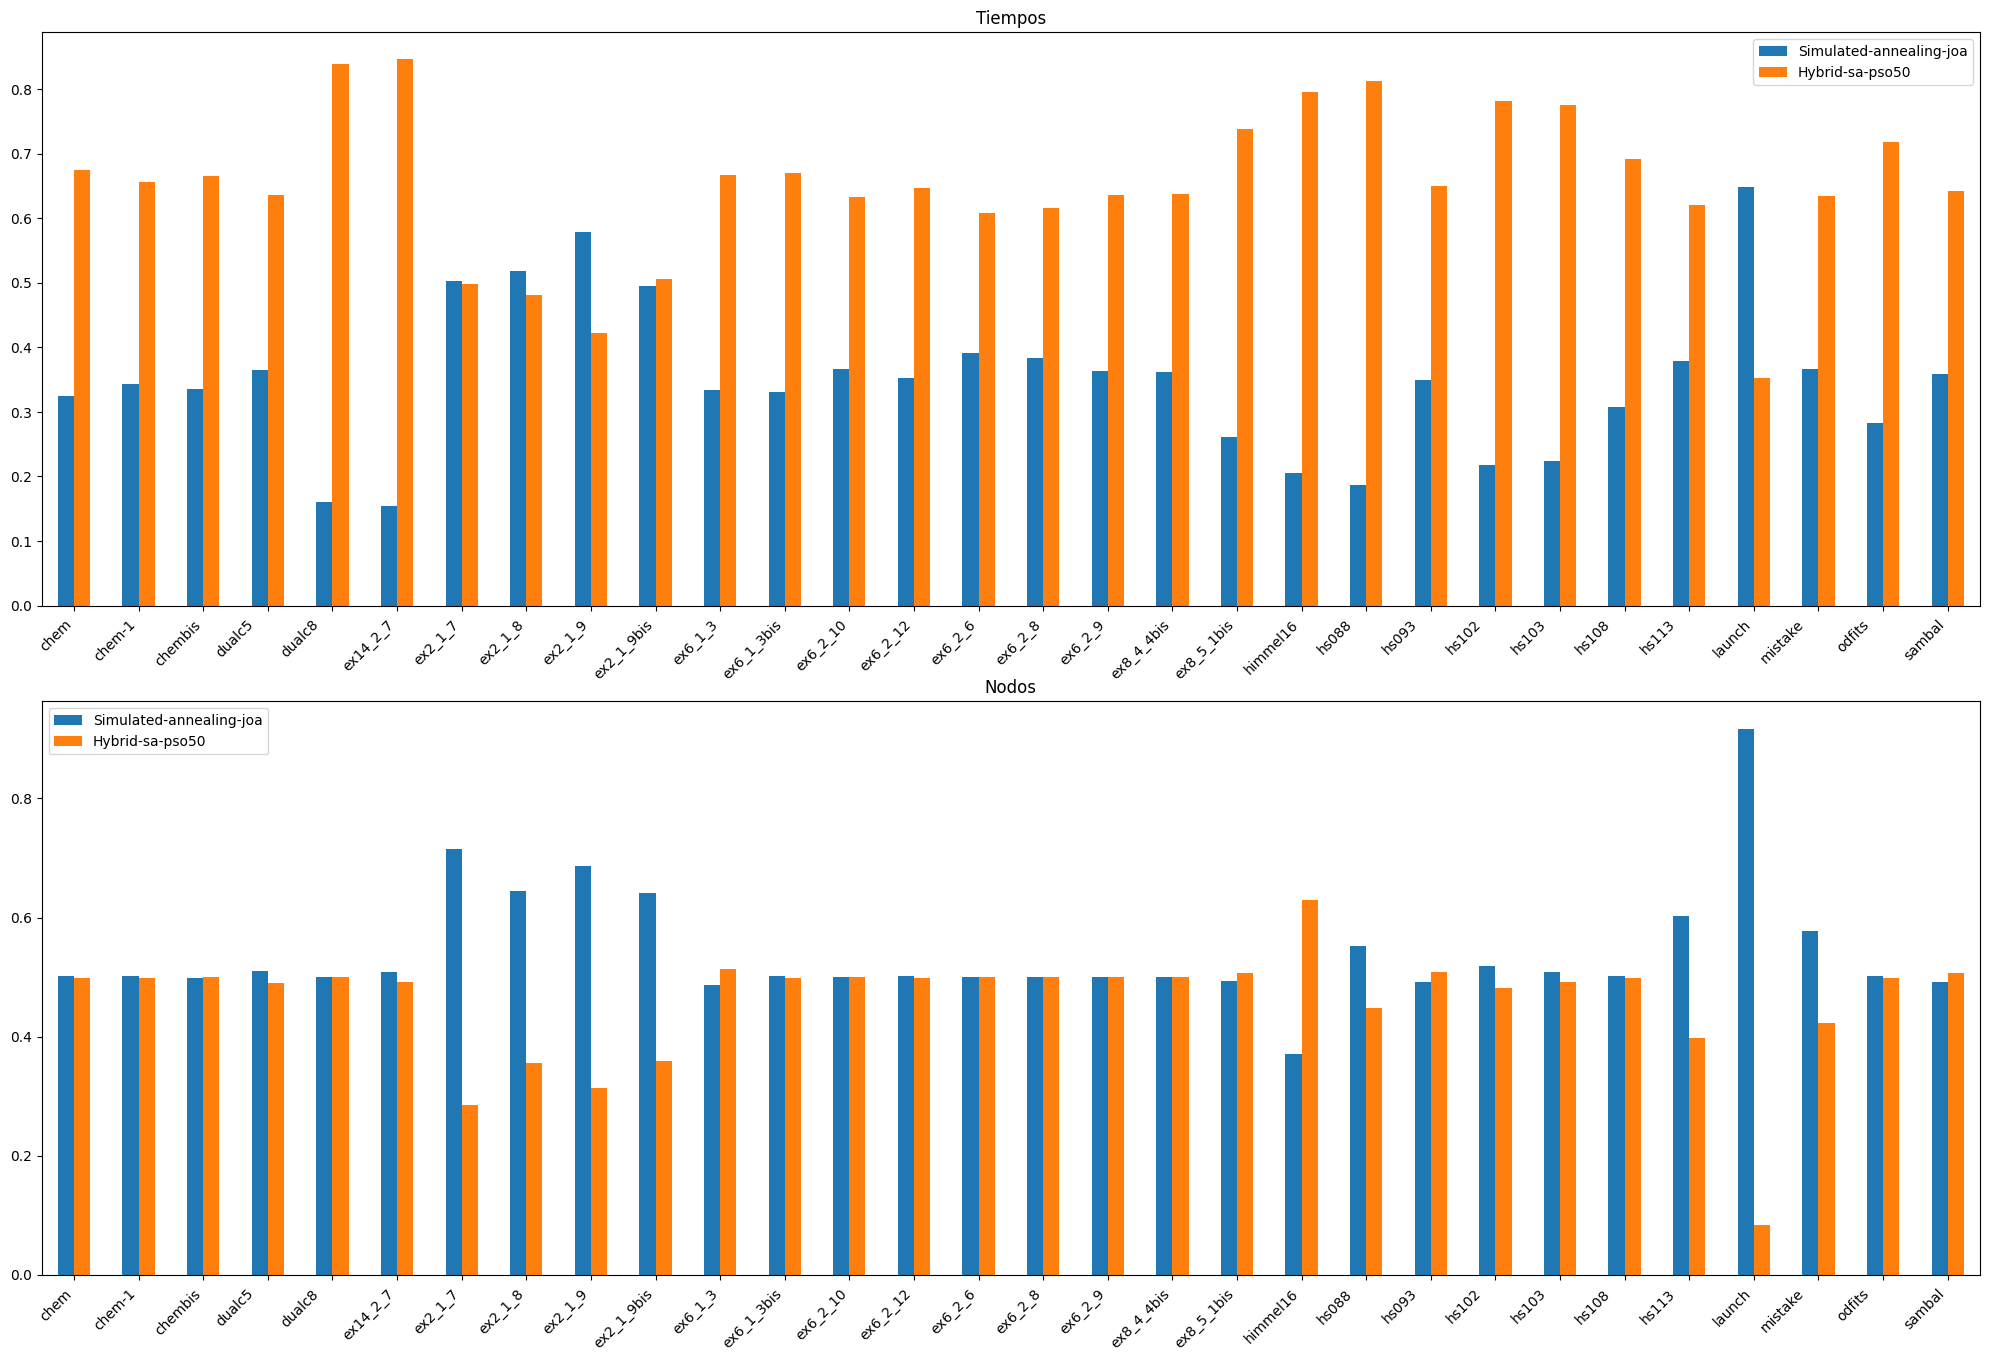 Tiempos
Simulated-annealing-joa
Hybrid-sa-pso50
0.8
0.7
0.6
0.5
0.4
0.3
0.2
0.1
0.0
chem
chem-1
chembis
dualc5
dualc8
ex14_2_7
ex2_1_7
ex2_1_8
ex2_1_9
ex2_1_9bis
ex6_1_3
ex6_1_3bis
ex6_2_10
ex6_2_12
ex6_2_6
ex6_2_8
ex6_2_9
ex8_4_4bis
ex8_5_1bis
himmel16
hs088
hs093
hs102
hs103
hs108
hs113
launch
mistake
odfits
sambal
Nodos
Simulated-annealing-joa
Hybrid-sa-pso50
0.8
0.6
0.4
0.2
0.0
chem
chem-1
chembis
dualc5
dualc8
ex14_2_7
ex2_1_7
ex2_1_8
ex2_1_9
ex2_1_9bis
ex6_1_3
ex6_1_3bis
ex6_2_10
ex6_2_12
ex6_2_6
ex6_2_8
ex6_2_9
ex8_4_4bis
ex8_5_1bis
himmel16
hs088
hs093
hs102
hs103
hs108
hs113
launch
mistake
odfits
sambal